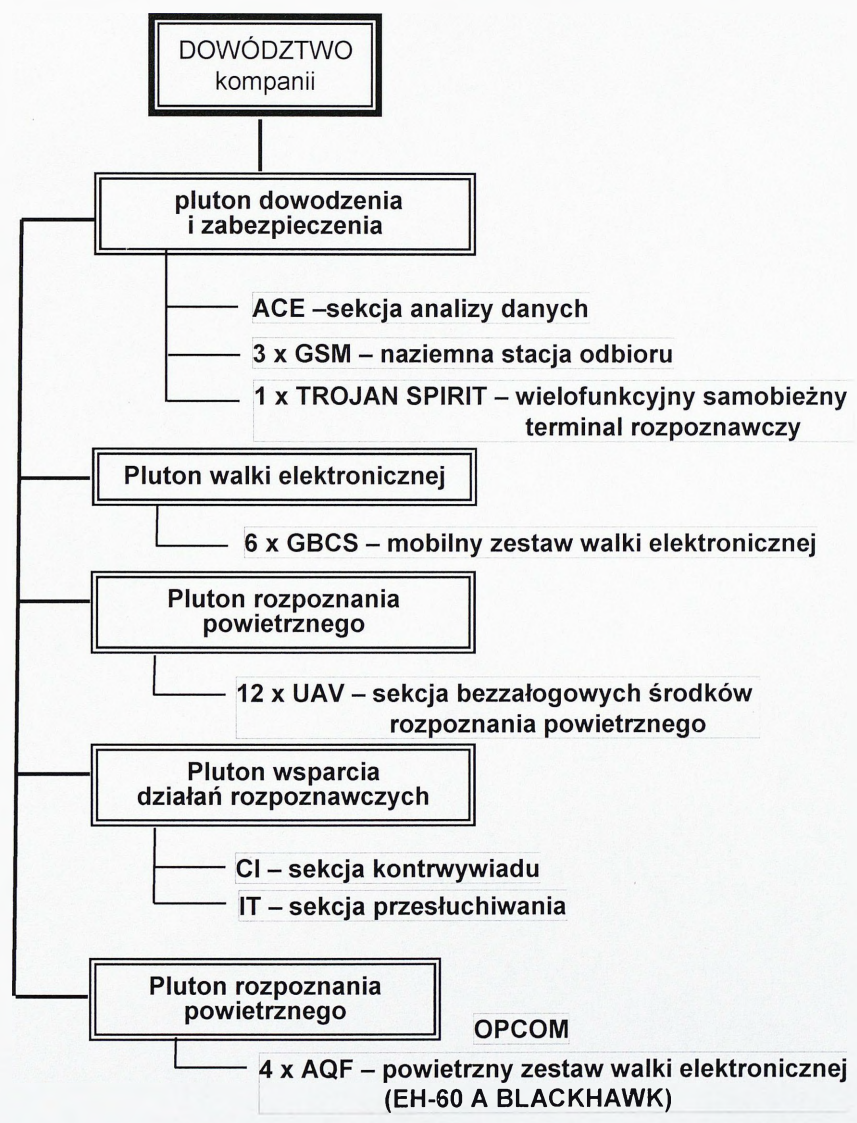 DOWÓDZTWO
kompanii
pluton dowodzenia
i zabezpieczenia
ACE –sekcja analizy danych
3 x GSM – naziemna stacja odbioru
1 x TROJAN SPIRIT – wielofunkcyjny samobieżny
terminal rozpoznawczy
Pluton walki elektronicznej
6 x GBCS – mobilny zestaw walki elektronicznej
Pluton rozpoznania
powietrznego
12 x UAV – sekcja bezzałogowych środków
rozpoznania powietrznego
Pluton wsparcia
działań rozpoznawczych
CI – sekcja kontrwywiadu
IT – sekcja przesłuchiwania
Pluton rozpoznania
powietrznego
OPCOM
4 x AQF – powietrzny zestaw walki elektronicznej
(EH-60 A BLACKHAWK)